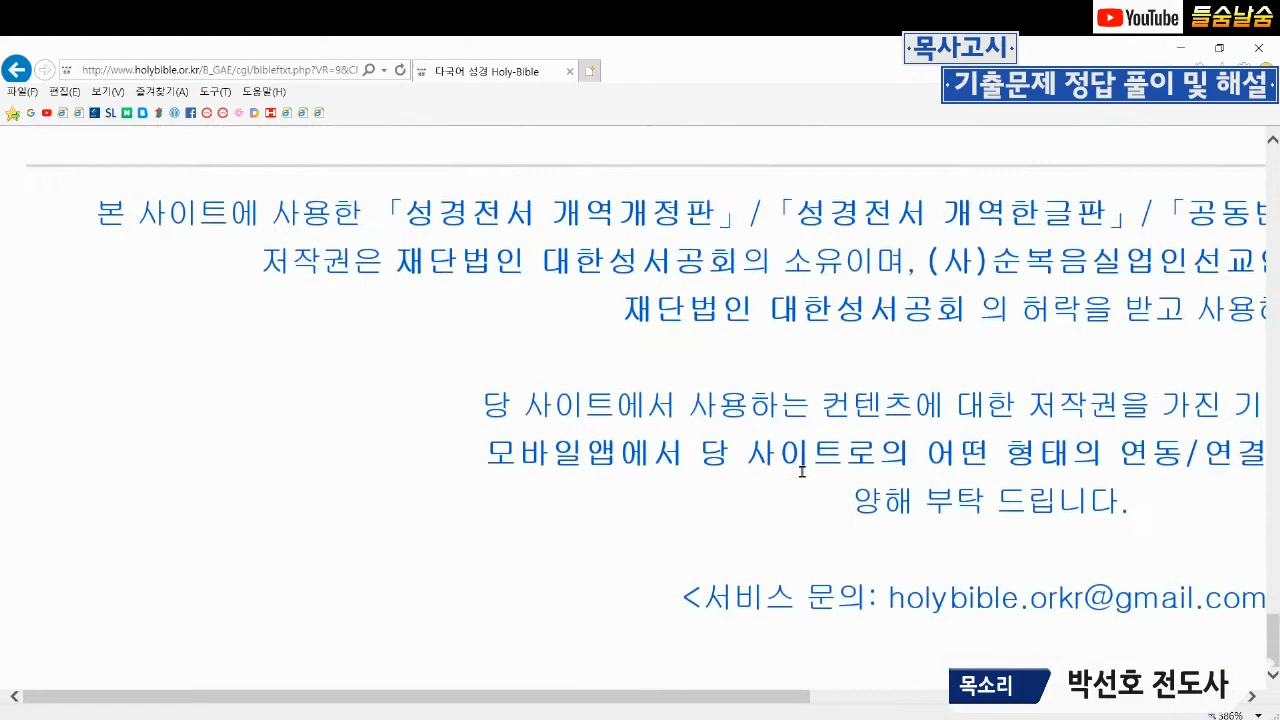 YouTube 들숨날숨
목사고시
기출문제 정답 풀이 및 해설
http://www.holybible.or.kr/B_GAE/cgi/bibleftxt.php?VR=9&CI
다국어 성경 Holy-Bible
파일(F) 편집(E) 보기(V) 즐겨찾기(A) 도구(T) 도움말(H)
본 사이트에 사용한 「성경전서 개역개정판」/「성경전서 개역한글판」/「공동번
저작권은 재단법인 대한성서공회의 소유이며, (사)순복음실업인선교연
재단법인 대한성서공회 의 허락을 받고 사용하
당 사이트에서 사용하는 컨텐츠에 대한 저작권을 가진 기
모바일앱에서 당 사이트로의 어떤 형태의 연동/연결
양해 부탁 드립니다.
<서비스 문의: holybible.orkr@gmail.com
목소리 박선호 전도사
386%